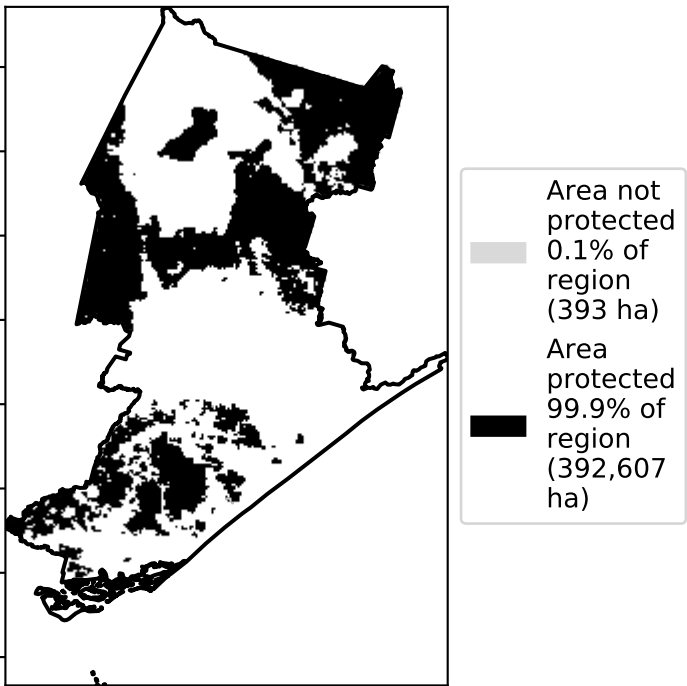 Area not
protected
0.1% of
region
(393 ha)
Area
protected
99.9% of
region
(392,607
ha)